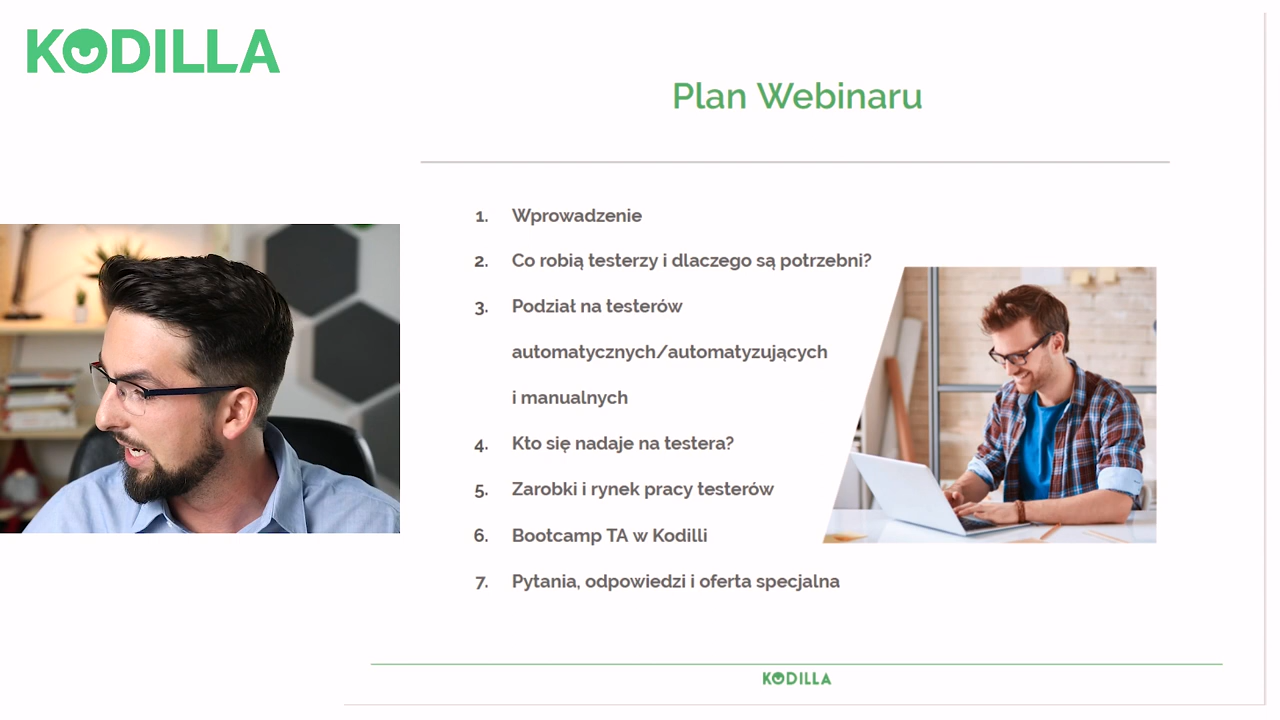 KODILLA
Plan Webinaru
1. Wprowadzenie
2. Co robią testerzy i dlaczego są potrzebni?
3. Podział na testerów
automatycznych/automatyzujących
i manualnych
4. Kto się nadaje na testera?
5. Zarobki i rynek pracy testerów
6. Bootcamp TA w Kodilli
7. Pytania, odpowiedzi i oferta specjalna
KODILLA